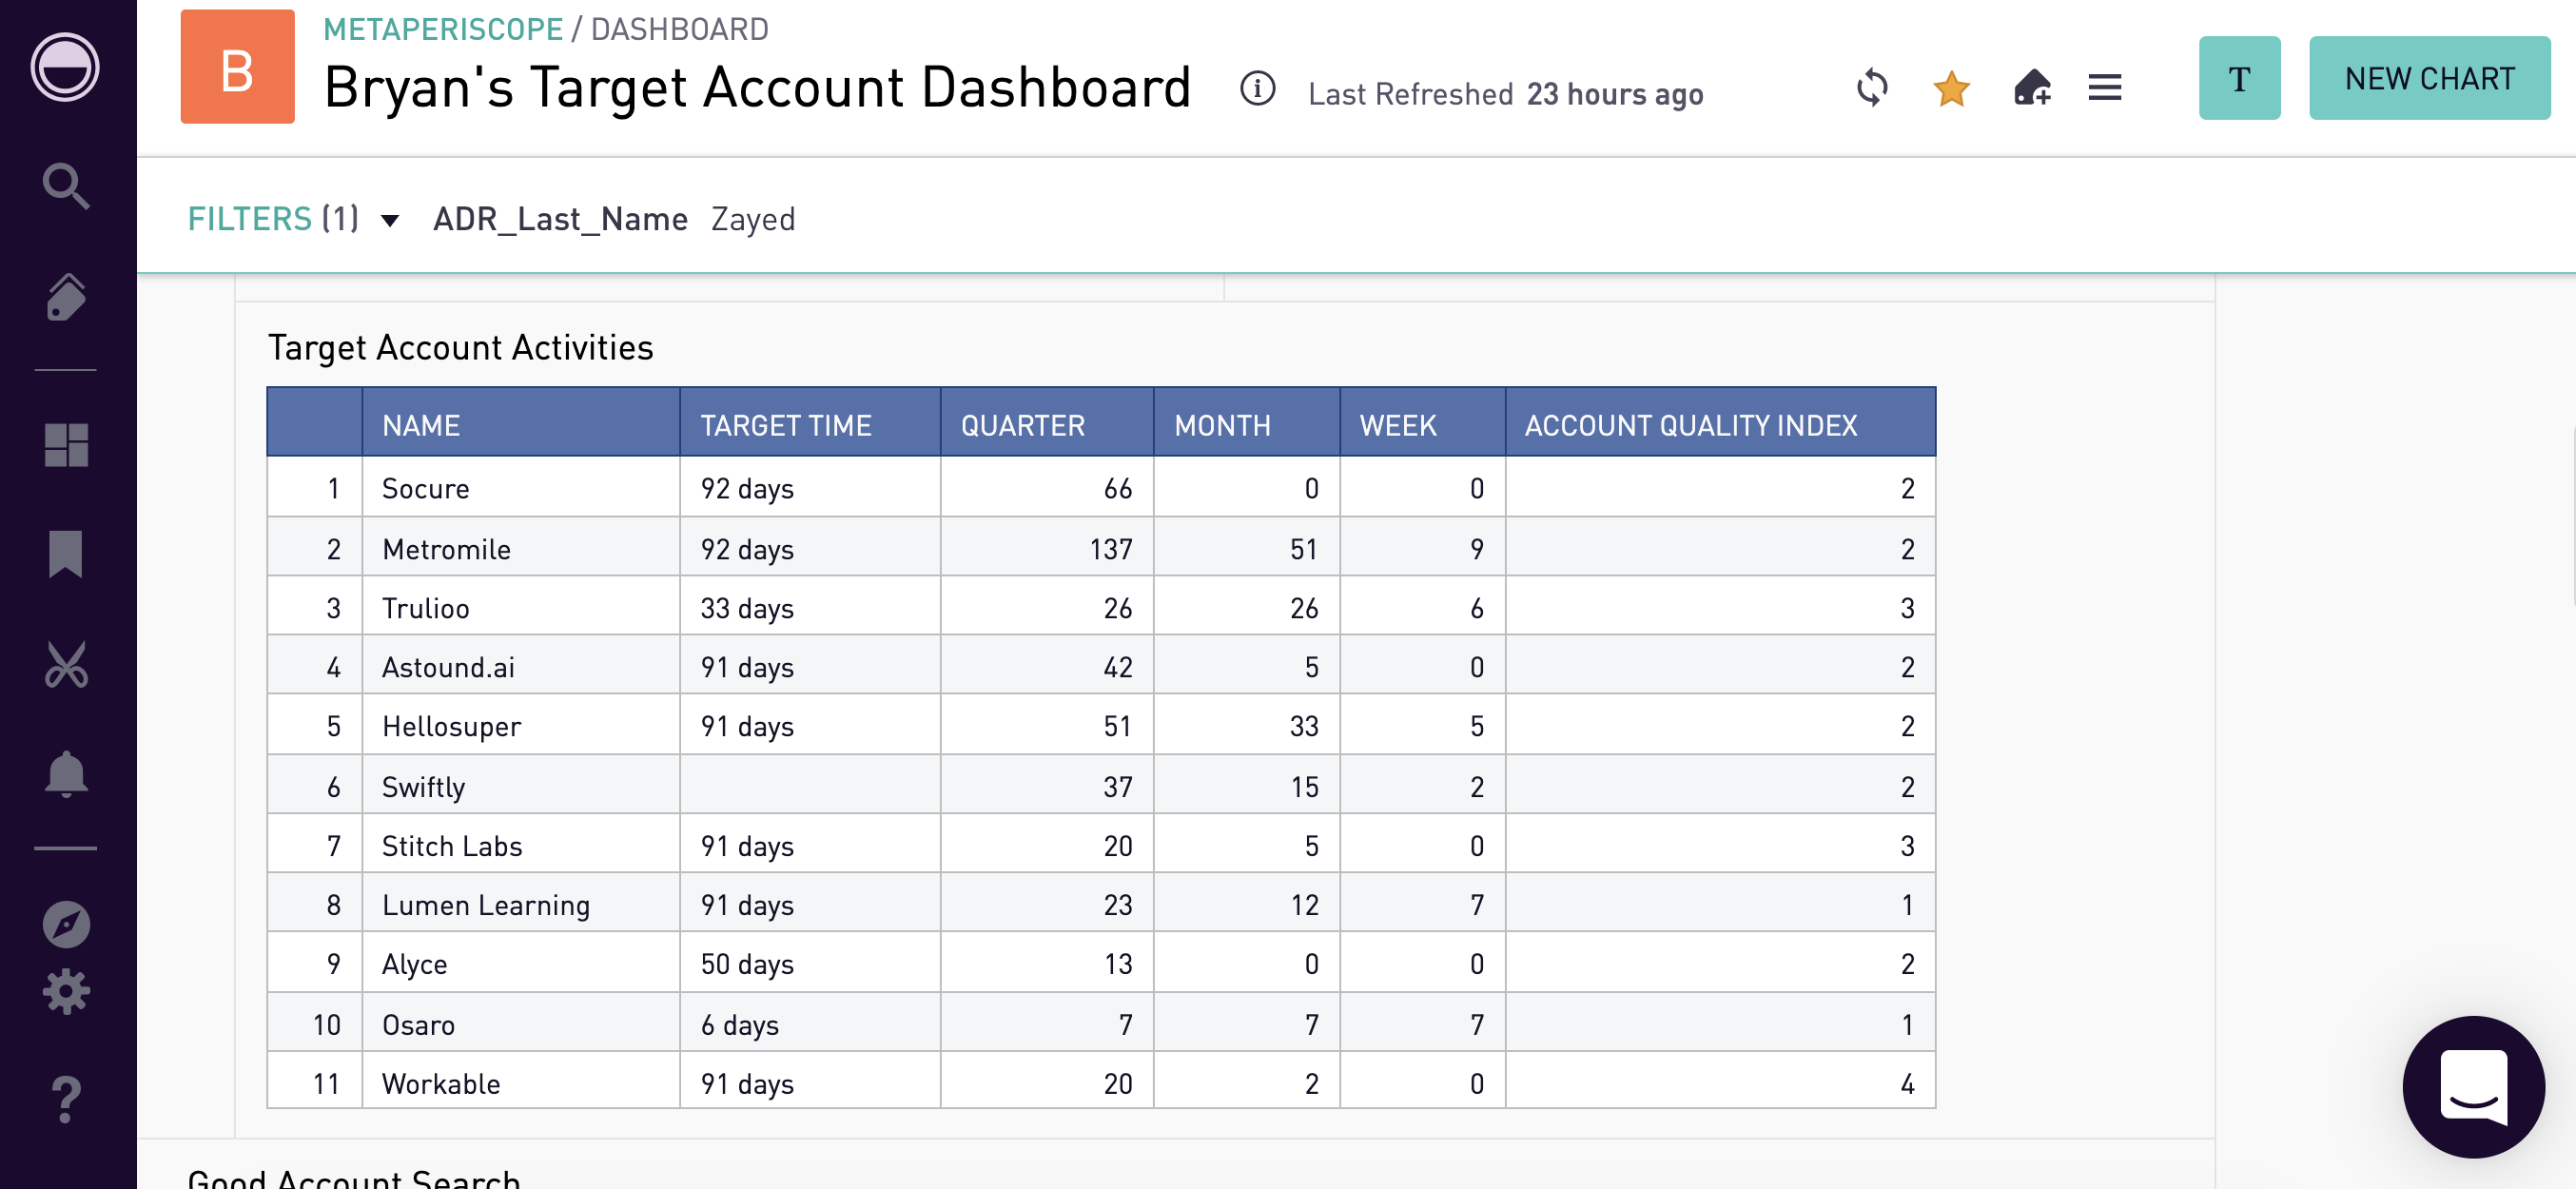 B
METAPERISCOPE / DASHBOARD
Bryan's Target Account Dashboard
Last Refreshed 23 hours ago
T
NEW CHART
FILTERS (1) ADR_Last_Name Zayed
Target Account Activities
NAME TARGET TIME QUARTER MONTH WEEK ACCOUNT QUALITY INDEX
1 Socure 92 days 66 0 0 2
2 Metromile 92 days 137 51 9 2
3 Trulioo 33 days 26 26 6 3
4 Astound.ai 91 days 42 5 0 2
5 Hellosuper 91 days 51 33 5 2
6 Swiftly 37 15 2 2
7 Stitch Labs 91 days 20 5 0 3
8 Lumen Learning 91 days 23 12 7 1
9 Alyce 50 days 13 0 0 2
10 Osaro 6 days 7 7 7 1
11 Workable 91 days 20 2 0 4
Good Account Search